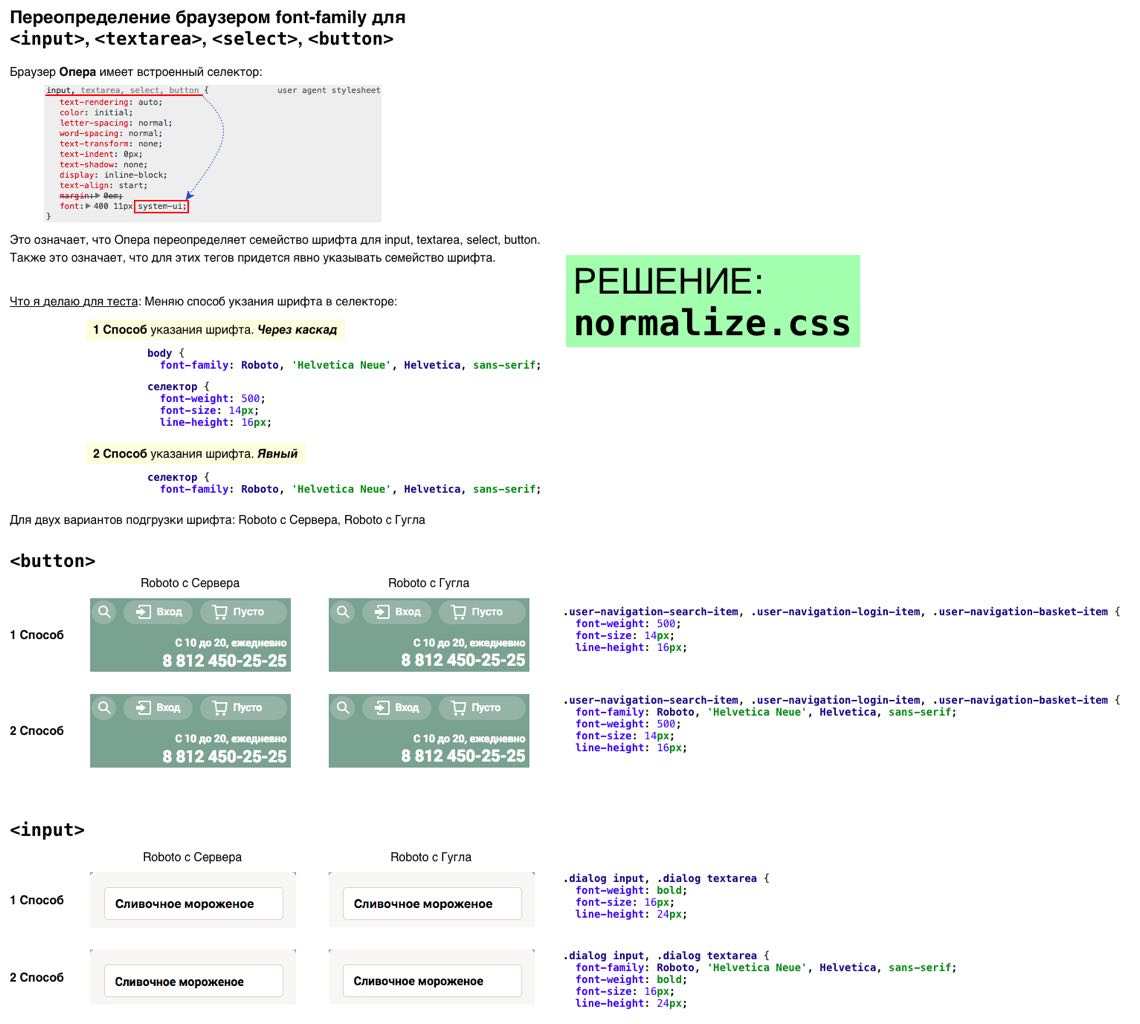 Переопределение браузером font-family для
<input>, <textarea>, <select>, <button>
Браузер Опера имеет встроенный селектор:
input, textarea, select, button { user agent stylesheet
text-rendering: auto;
color: initial;
letter-spacing: normal;
word-spacing: normal;
text-transform: none;
text-indent: 0px;
text-shadow: none;
display: inline-block;
text-align: start;
margin:▶ 0em;
font:▶ 400 11px system-ui;
}
Это означает, что Опера переопределяет семейство шрифта для input, textarea, select, button.
Также это означает, что для этих тегов придется явно указывать семейство шрифта.
РЕШЕНИЕ:
normalize.css
Что я делаю для теста: Меняю способ укзания шрифта в селекторе:
1 Способ указания шрифта. Через каскад
body {
font-family: Roboto, 'Helvetica Neue', Helvetica, sans-serif;
селектор {
font-weight: 500;
font-size: 14px;
line-height: 16px;
2 Способ указания шрифта. Явный
селектор {
font-family: Roboto, 'Helvetica Neue', Helvetica, sans-serif;
Для двух вариантов подгрузки шрифта: Roboto с Сервера, Roboto с Гугла
<button>
Roboto с Сервера Roboto с Гугла
1 Способ
Вход Пусто
С 10 до 20, ежедневно
8 812 450-25-25
Вход Пусто
С 10 до 20, ежедневно
8 812 450-25-25
.user-navigation-search-item, .user-navigation-login-item, .user-navigation-basket-item {
font-weight: 500;
font-size: 14px;
line-height: 16px;
2 Способ
Вход Пусто
С 10 до 20, ежедневно
8 812 450-25-25
Вход Пусто
С 10 до 20, ежедневно
8 812 450-25-25
.user-navigation-search-item, .user-navigation-login-item, .user-navigation-basket-item {
font-family: Roboto, 'Helvetica Neue', Helvetica, sans-serif;
font-weight: 500;
font-size: 14px;
line-height: 16px;
<input>
Roboto с Сервера Roboto с Гугла
1 Способ
Сливочное мороженое
Сливочное мороженое
.dialog input, .dialog textarea {
font-weight: bold;
font-size: 16px;
line-height: 24px;
2 Способ
Сливочное мороженое
Сливочное мороженое
.dialog input, .dialog textarea {
font-family: Roboto, 'Helvetica Neue', Helvetica, sans-serif;
font-weight: bold;
font-size: 16px;
line-height: 24px;